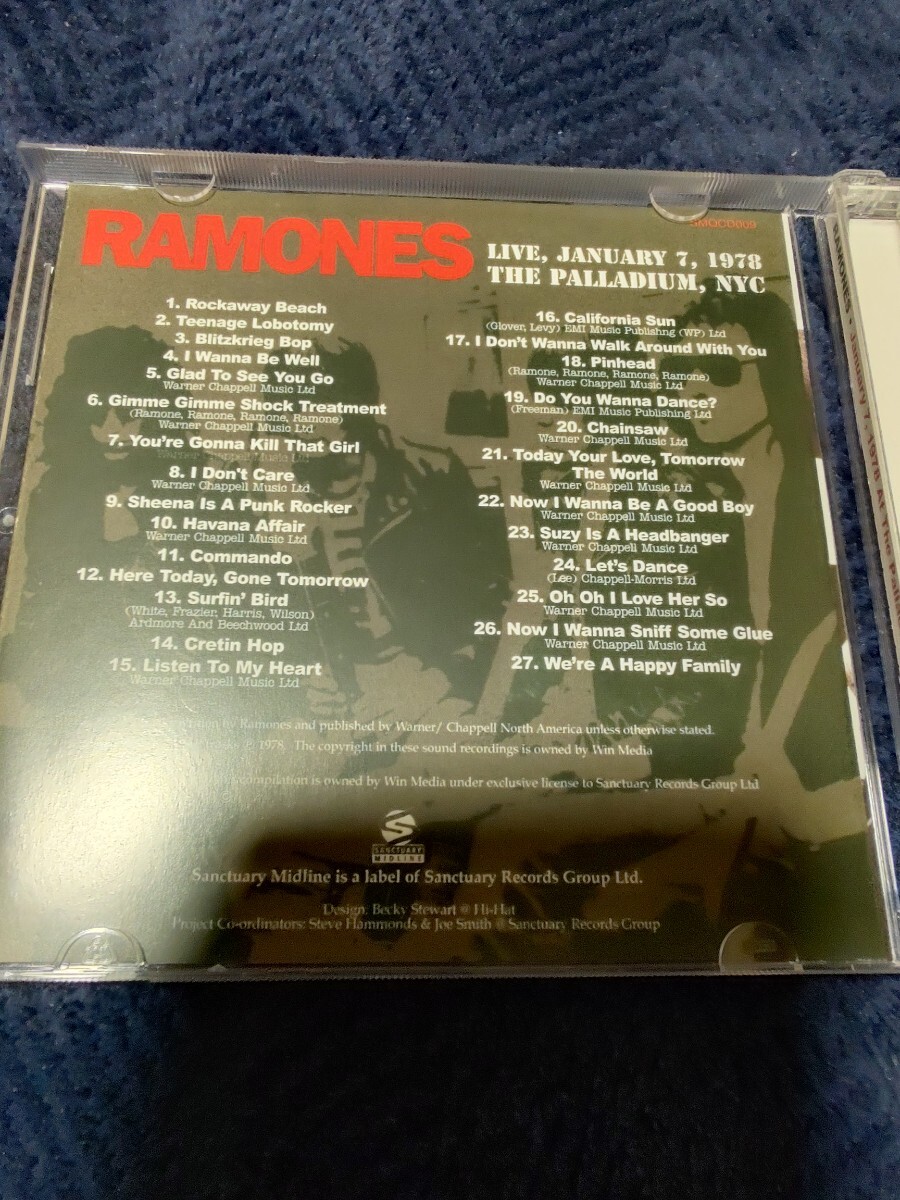 RAMONES
SMQCD009
LIVE, JANUARY 7, 1978
THE PALLADIUM, NYC
1. Rockaway Beach
2. Teenage Lobotomy
3. Blitzkrieg Bop
4. I Wanna Be Well
5. Glad To See You Go
Warner Chappell Music Ltd
6. Gimme Gimme Shock Treatment
(Ramone, Ramone, Ramone, Ramone)
Warner Chappell Music Ltd
7. You're Gonna Kill That Girl
Warner Chappell Music Ltd
8. I Don't Care
Warner Chappell Music Ltd
9. Sheena Is A Punk Rocker
10. Havana Affair
Warner Chappell Music Ltd
11. Commando
12. Here Today, Gone Tomorrow
13. Surfin' Bird
(White, Frazier, Harris, Wilson)
Ardmore And Beechwood Ltd
14. Cretin Hop
15. Listen To My Heart
Warner Chappell Music Ltd
16. California Sun
(Glover, Levy) EMI Music Publishng (WP) Ltd
17. I Don't Wanna Walk Around With You
18. Pinhead
(Ramone, Ramone, Ramone, Ramone)
Warner Chappell Music Ltd
19. Do You Wanna Dance?
(Freeman) EMI Music Publishing Ltd
20. Chainsaw
Warner Chappell Music Ltd
21. Today Your Love, Tomorrow
The World
Warner Chappell Music Ltd
22. Now I Wanna Be A Good Boy
Warner Chappell Music Ltd
23. Suzy Is A Headbanger
Warner Chappell Music Ltd
24. Let's Dance
(Lee) Chappell-Morris Ltd
25. Oh Oh I Love Her So
Warner Chappell Music Ltd
26. Now I Wanna Sniff Some Glue
Warner Chappell Music Ltd
27. We're A Happy Family
by Ramones and published by Warner/ Chappell North America unless otherwise stated.
1978. The copyright in these sound recordings is owned by Win Media
compilation is owned by Win Media under exclusive license to Sanctuary Records Group Ltd
SANCTUARY
MIDLINE
Sanctuary Midline is a label of Sanctuary Records Group Ltd.
Design: Becky Stewart @ Hi-Hat
Project Co-ordinators: Steve Hammonds & Joe Smith @ Sanctuary Records Group
RAMONES January 7, 1978 At The